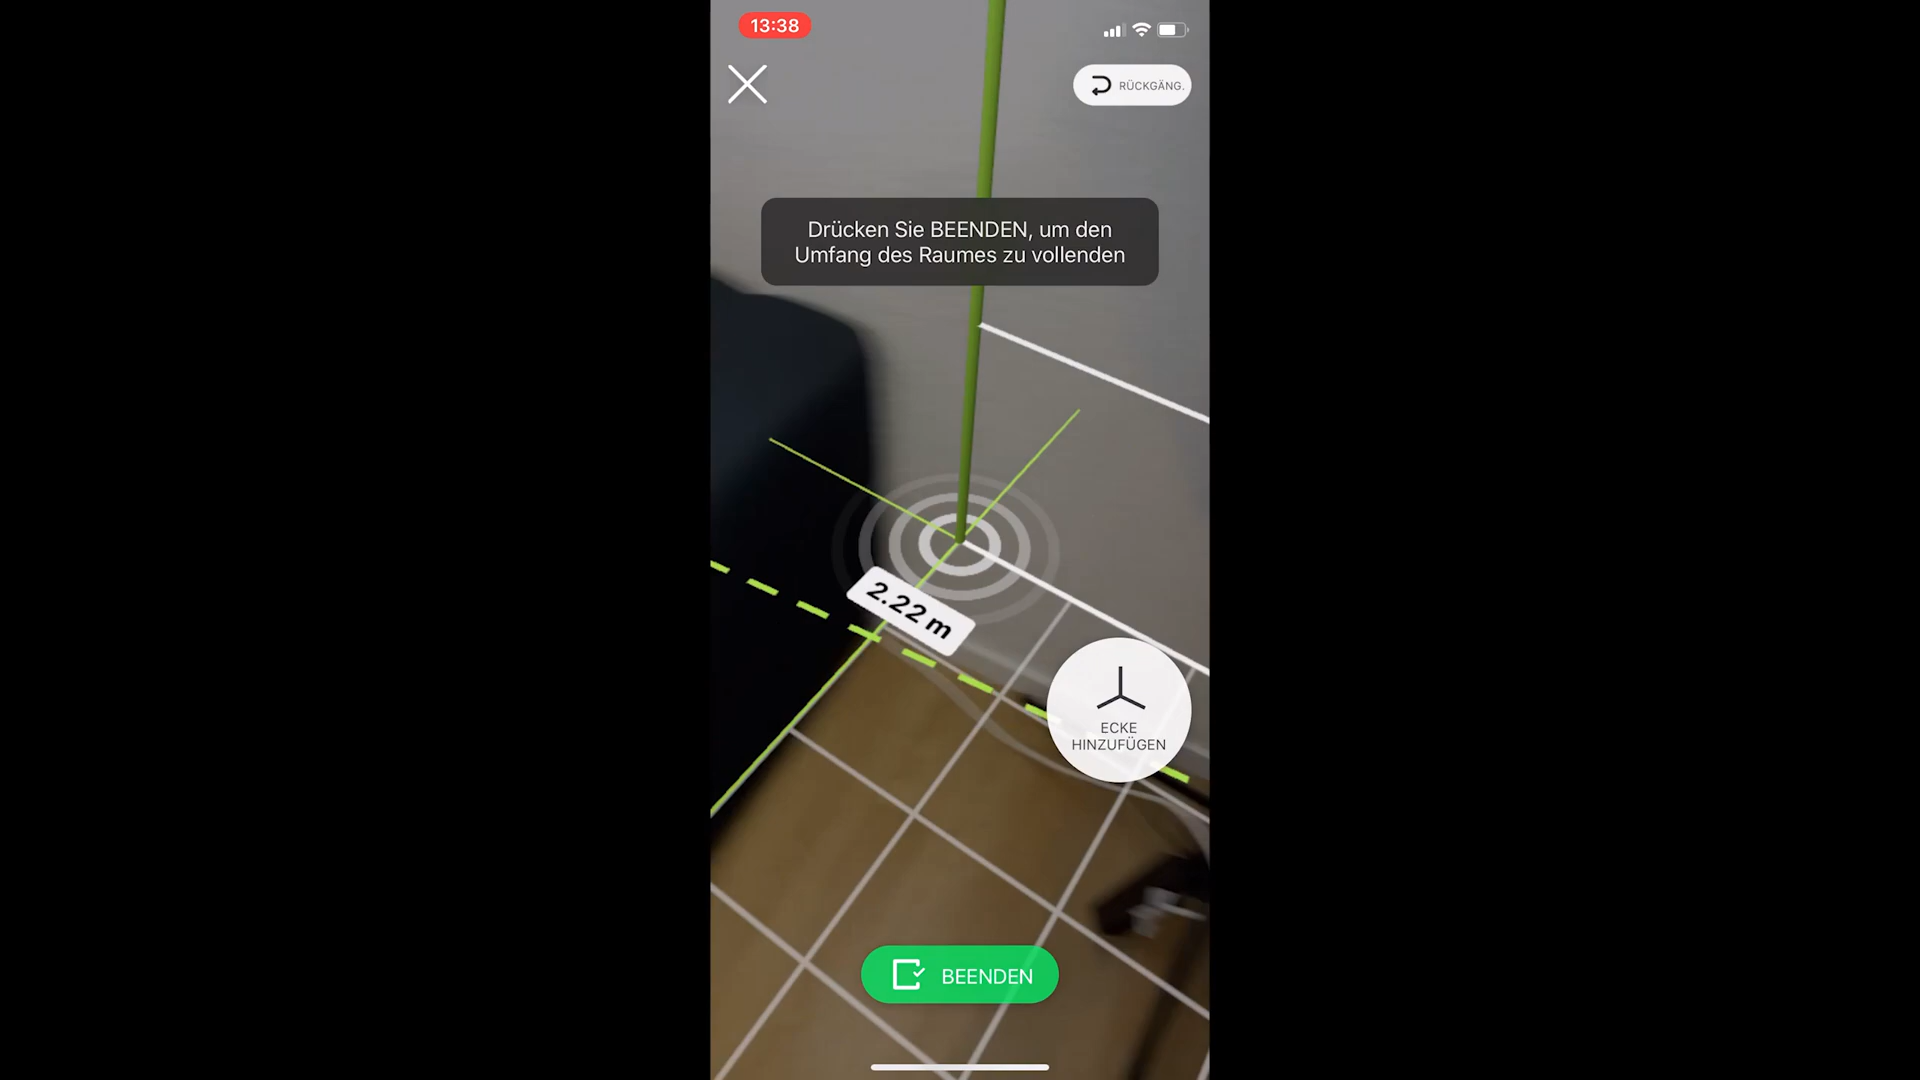 13:38
RÜCKGÄNG.
Drücken Sie BEENDEN, um den
Umfang des Raumes zu vollenden
2.22 m
ECKE
HINZUFÜGEN
BEENDEN